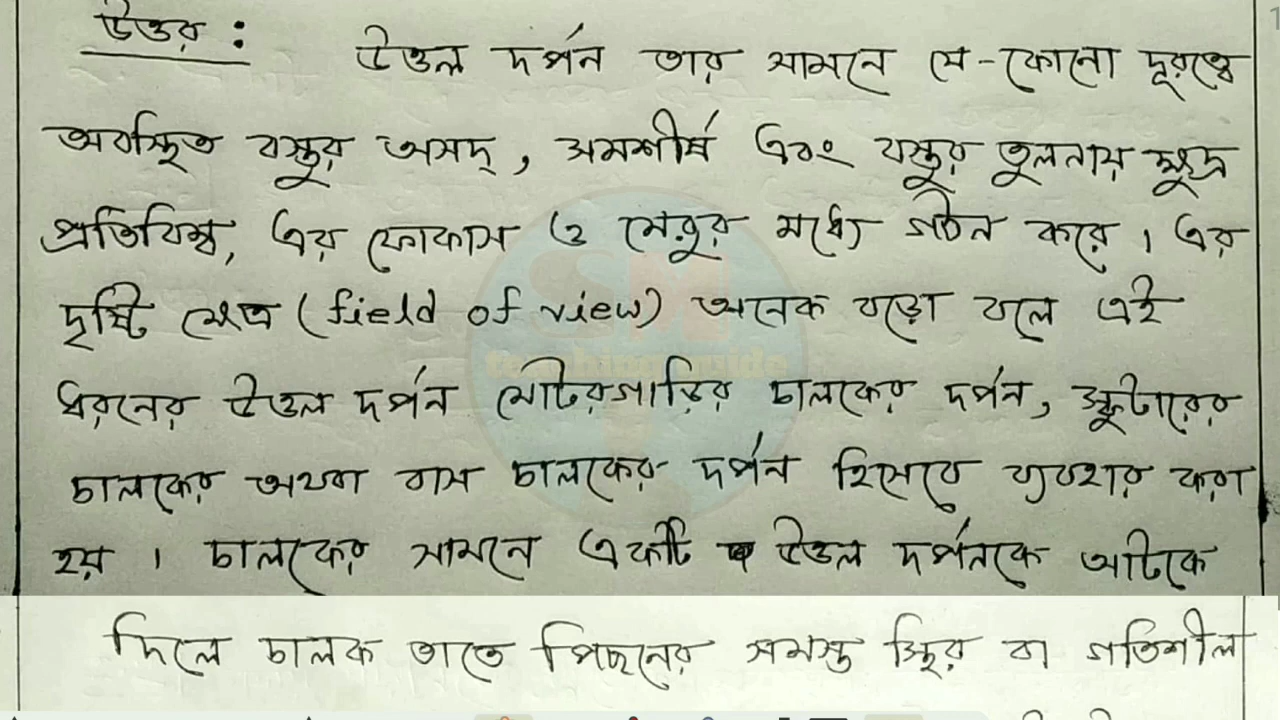 উত্তর :
উত্তল দর্পন তার সামনে যে-কোনো দূরত্বে
অবস্থিত বস্তুর অসদ্, সমশীর্ষ এবং বস্তুর তুলনায় ক্ষুদ্র
প্রতিবিম্ব, এর ফোকাস ও মেরুর মধ্যে গঠন করে। এর
দৃষ্টি ক্ষেত্র (field of view) অনেক বড়ো বলে এই
ধরনের উত্তল দর্পন মোটরগাড়ির চালকের দর্পন, স্কুটারের
চালকের অথবা বাস চালকের দর্পন হিসেবে ব্যবহার করা
হয়। চালকের সামনে একটি উত্তল দর্পনকে আটকে
দিলে চালক তাতে পিছনের সমস্ত স্থির বা গতিশীল
SM
teaching guide